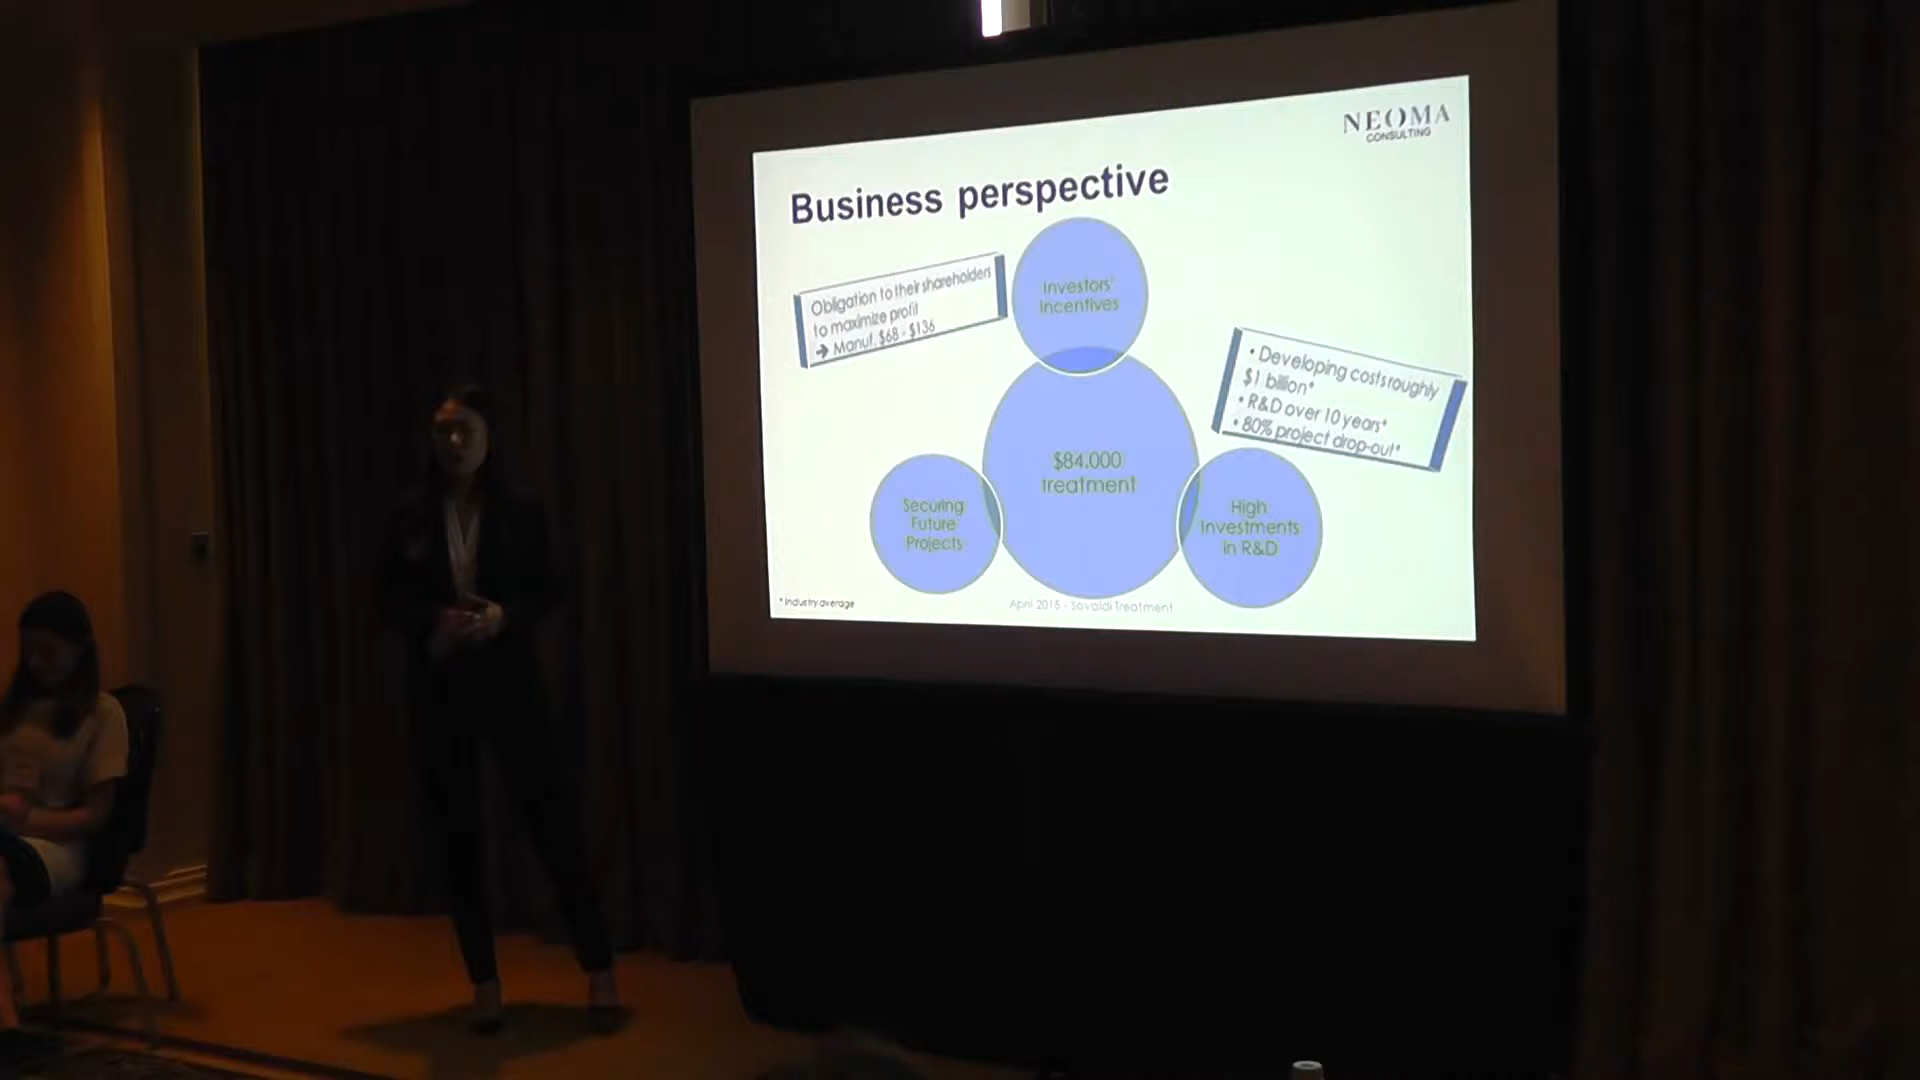 NEOMA
CONSULTING
Business perspective
Obligation to their shareholders
to maximize profit
➔ Manuf. $68 - $136
Investors'
Incentives
• Developing costs roughly
$1 billion*
• R&D over 10 years*
• 80% project drop-out*
$84.000
treatment
Securing
Future
Projects
High
Investments
in R&D
* Industry average
April 2015 - Sovaldi Treatment